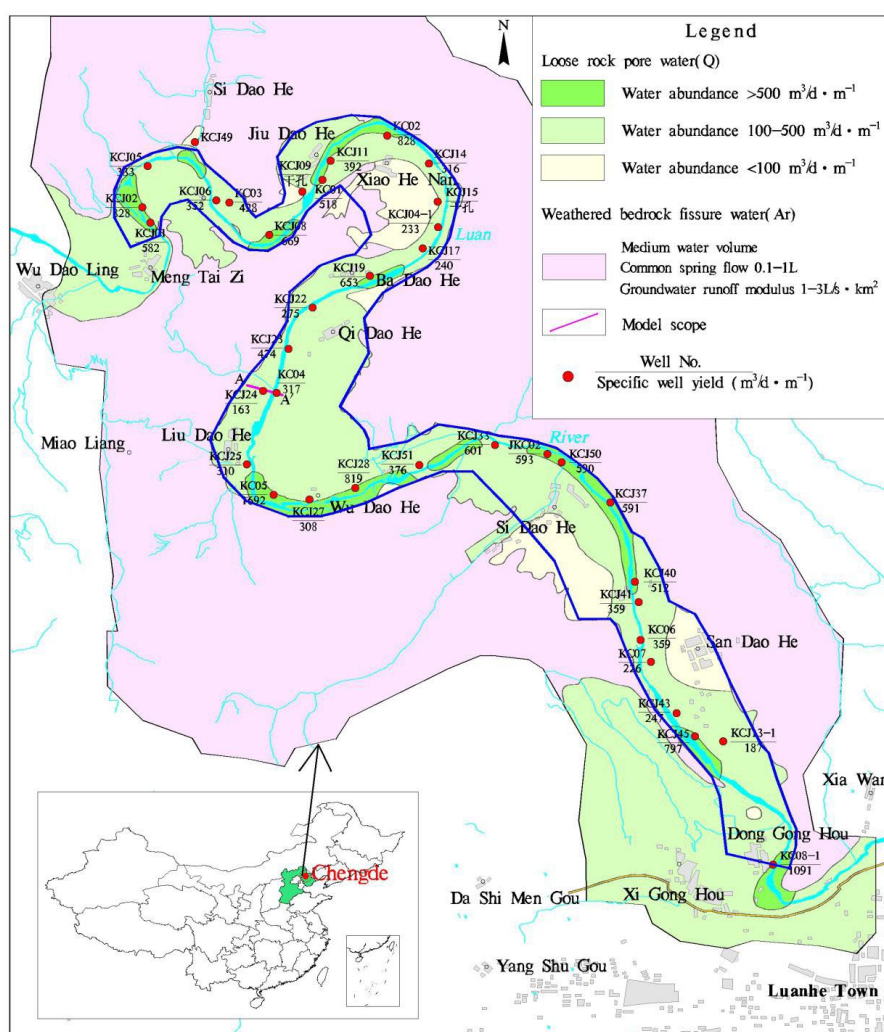 N
Legend
Loose rock pore water(Q)
Water abundance >500 m³/d·m⁻¹
Water abundance 100–500 m³/d·m⁻¹
Water abundance <100 m³/d·m⁻¹
Weathered bedrock fissure water(Ar)
Medium water volume
Common spring flow 0.1–1L
Groundwater runoff modulus 1–3L/s·km²
Model scope
Well No.
Specific well yield (m³/d·m⁻¹)
Si Dao He
KCJ49
Jiu Dao He
KC02
828
KCJ05
333
KCJ09
干孔
KCJ11
392
KCJ14
316
Xiao He Nan
KCJ06
352
KC03
428
KC01
518
KCJ15
干孔
KCJ02
328
KCJ04-1
233
KCJ01
582
KCJ08
669
Luan
KCJ17
240
Wu Dao Ling
Meng Tai Zi
KCJ19
653
Ba Dao He
KCJ22
275
Qi Dao He
KCJ23
474
A
KC04
317
A
KCJ24
163
Miao Liang
Liu Dao He
KCJ33
601
JKC02
593
River
KCJ50
590
KCJ25
310
KCJ28
819
KCJ51
376
KC05
1692
KCJ27
308
Wu Dao He
KCJ37
591
Si Dao He
KCJ40
512
KCJ41
359
KC06
359
San Dao He
KC07
226
KCJ43
247
KCJ45
797
KCJ13-1
187
Xia Wan
Dong Gong Hou
KC08-1
1091
Chengde
Da Shi Men Gou
Xi Gong Hou
Yang Shu Gou
Luanhe Town